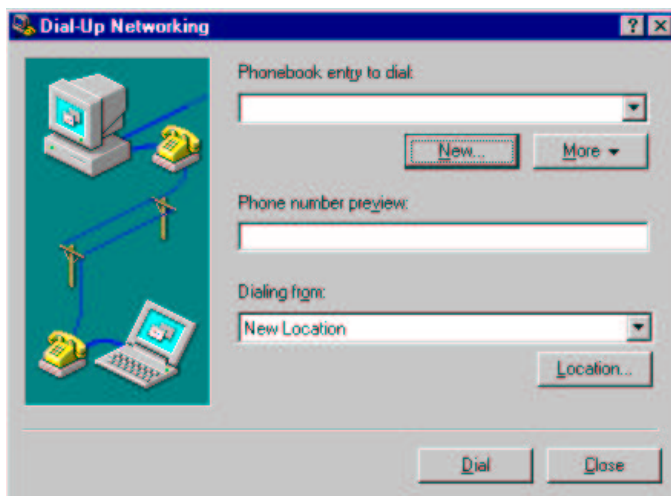 Dial-Up Networking
Phonebook entry to dial:
New... More
Phone number preview:
Dialing from:
New Location
Location...
Dial Close